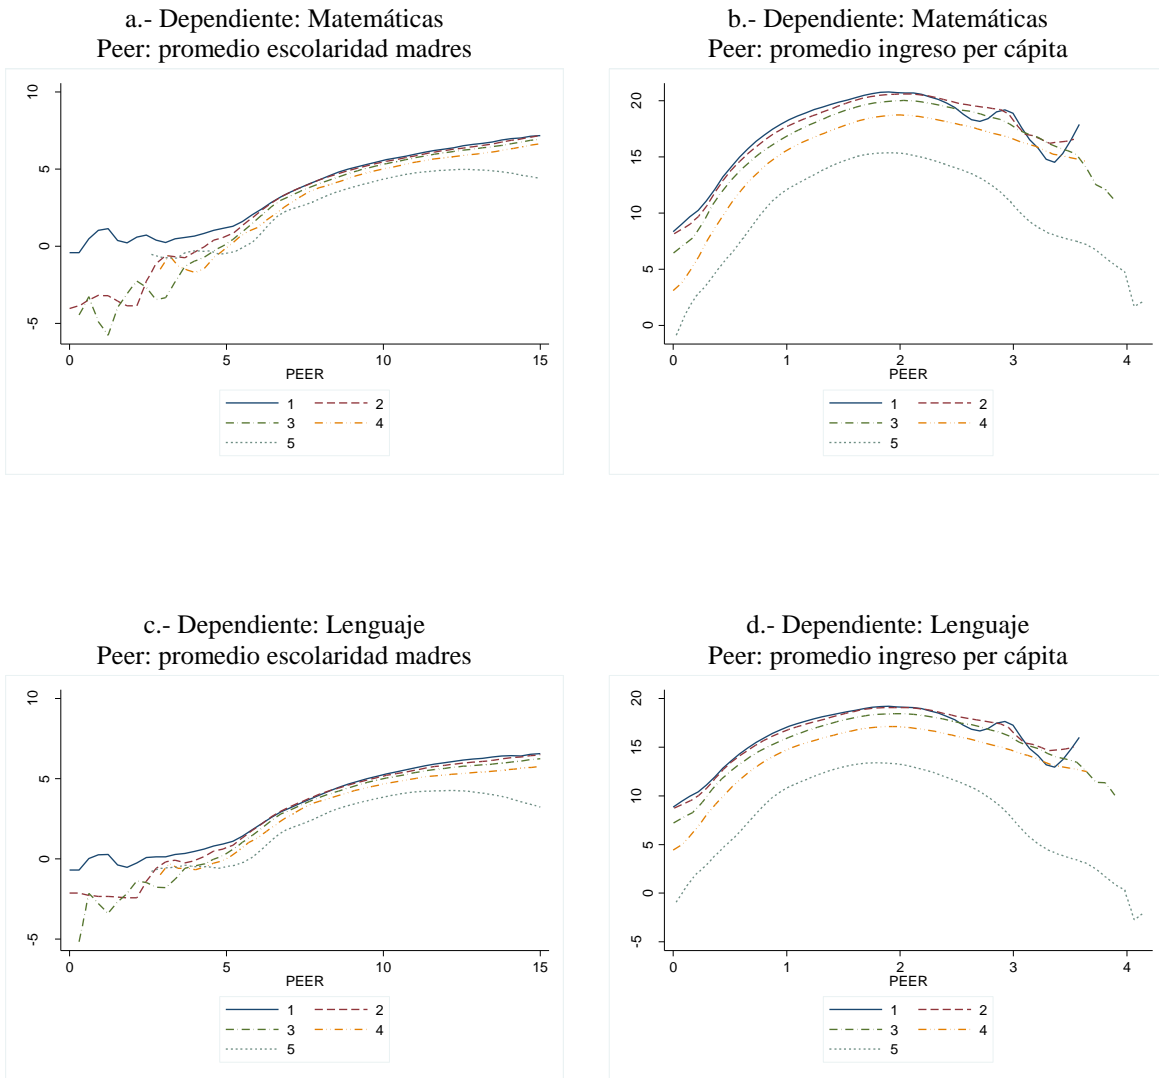 a.- Dependiente: Matemáticas
Peer: promedio escolaridad madres
10
5
0
-5
0 5 10 15
PEER
1 2
3 4
5
b.- Dependiente: Matemáticas
Peer: promedio ingreso per cápita
20
15
10
5
0
0 1 2 3 4
PEER
1 2
3 4
5
c.- Dependiente: Lenguaje
Peer: promedio escolaridad madres
10
5
0
-5
0 5 10 15
PEER
1 2
3 4
5
d.- Dependiente: Lenguaje
Peer: promedio ingreso per cápita
20
15
10
5
0
-5
0 1 2 3 4
PEER
1 2
3 4
5